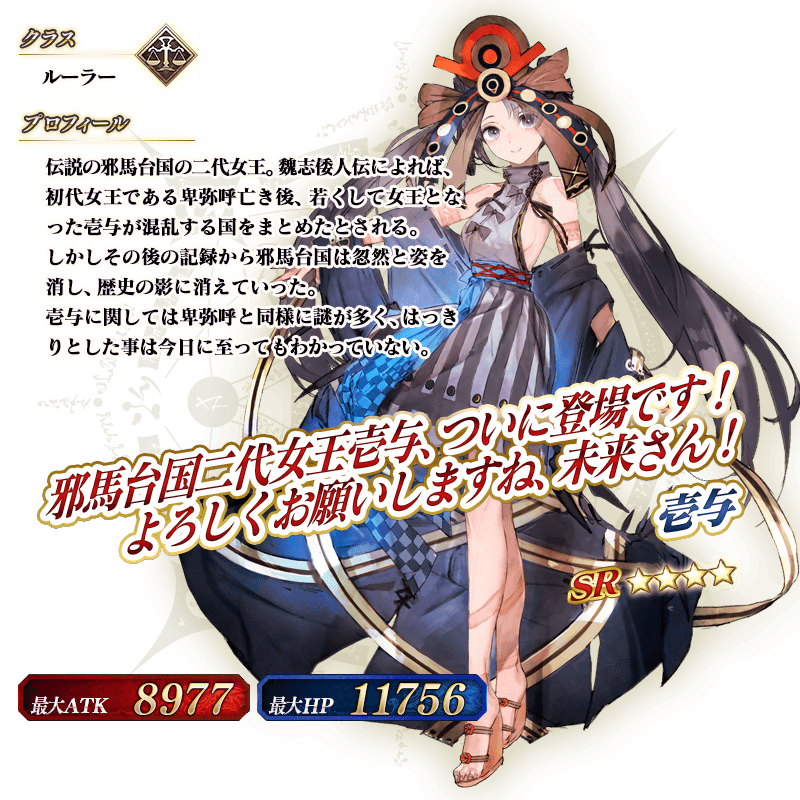 クラス
ルーラー
プロフィール
伝説の邪馬台国の二代女王。魏志倭人伝によれば、
初代女王である卑弥呼亡き後、若くして女王とな
った壱与が混乱する国をまとめたとされる。
しかしその後の記録から邪馬台国は忽然と姿を
消し、歴史の影に消えていった。
壱与に関しては卑弥呼と同様に謎が多く、はっき
りとした事は今日に至ってもわかっていない。
邪馬台国二代女王壱与、ついに登場です！
よろしくお願いしますね、未来さん！
壱与
SR
最大ATK 8977
最大HP 11756